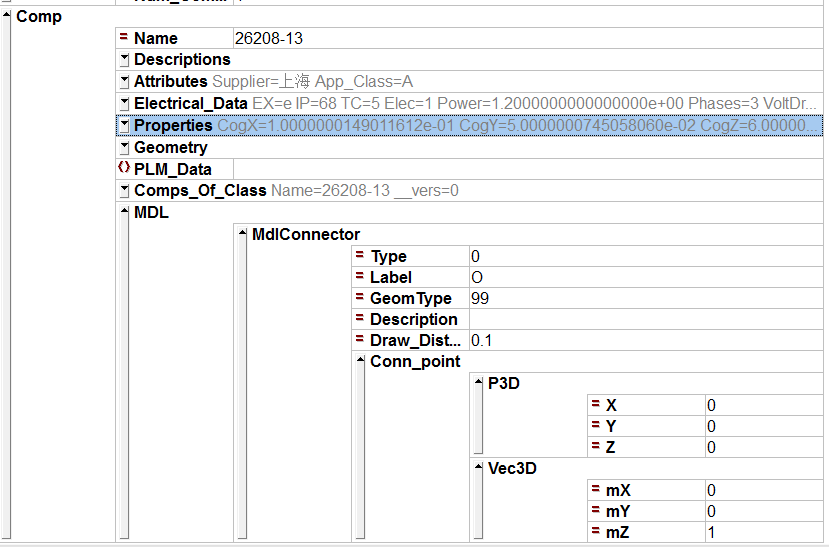 Comp
Name 26208-13
Descriptions
Attributes Supplier=上海 App_Class=A
Electrical_Data EX=e IP=68 TC=5 Elec=1 Power=1.2000000000000000e+00 Phases=3 VoltDr...
Properties CogX=1.0000000149011612e-01 CogY=5.0000000745058060e-02 CogZ=6.00000...
Geometry
PLM_Data
Comps_Of_Class Name=26208-13 __vers=0
MDL
MdlConnector
Type 0
Label O
GeomType 99
Description
Draw_Dist... 0.1
Conn_point
P3D
X 0
Y 0
Z 0
Vec3D
mX 0
mY 0
mZ 1